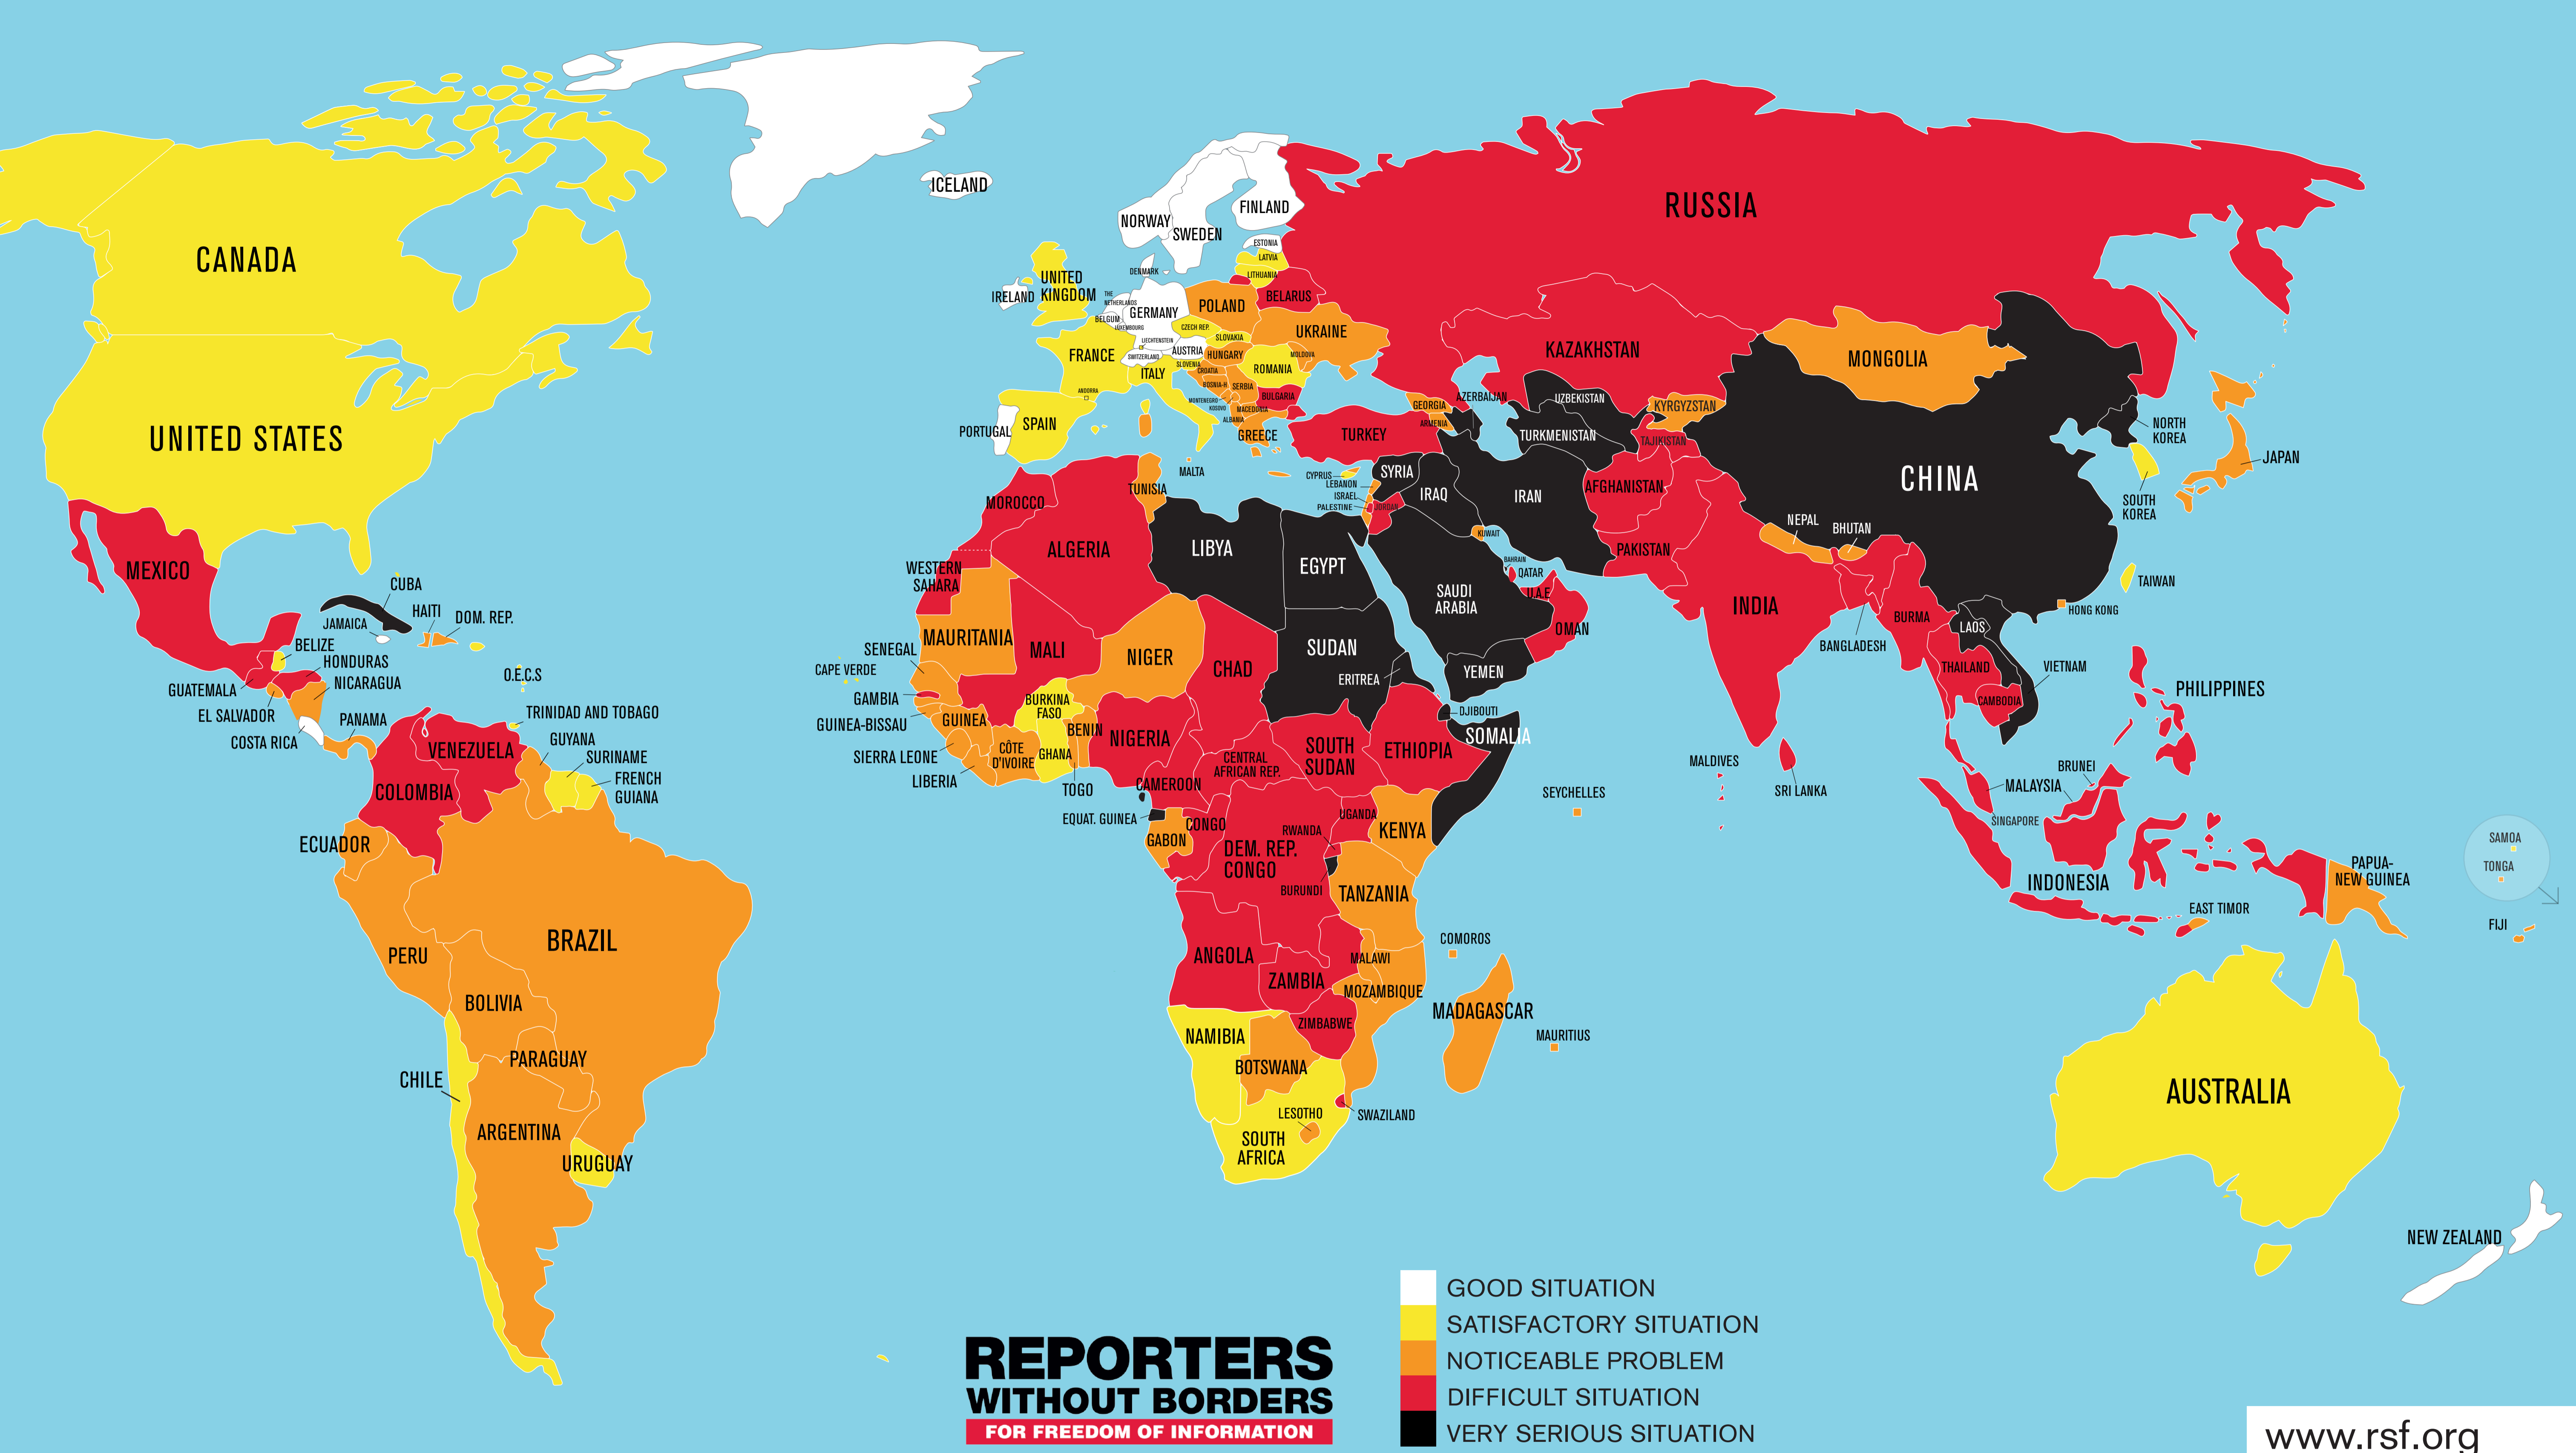 CANADA
UNITED STATES
MEXICO
CUBA
HAITI
DOM. REP.
JAMAICA
BELIZE
HONDURAS
NICARAGUA
GUATEMALA
EL SALVADOR
COSTA RICA
PANAMA
O.E.C.S
TRINIDAD AND TOBAGO
GUYANA
SURINAME
FRENCH
GUIANA
VENEZUELA
COLOMBIA
ECUADOR
PERU
BRAZIL
BOLIVIA
PARAGUAY
CHILE
ARGENTINA
URUGUAY
ICELAND
NORWAY
SWEDEN
FINLAND
ESTONIA
LATVIA
LITHUANIA
DENMARK
IRELAND
UNITED
KINGDOM
THE
NETHERLANDS
BELGUM
LUXEMBOURG
GERMANY
POLAND
BELARUS
UKRAINE
CZECH REP.
SLOVAKIA
LIECHTENSTEIN
SWITZERLAND
AUSTRIA
HUNGARY
MOLDOVA
FRANCE
ITALY
SLOVENIA
CROATIA
ROMANIA
BOSNIA-H.
SERBIA
BULGARIA
MONTENEGRO
KOSOVO
MACEDONIA
ALBANIA
GREECE
ANDORRA
PORTUGAL
SPAIN
MALTA
CYPRUS
LEBANON
ISRAEL
PALESTINE
JORDAN
TURKEY
GEORGIA
ARMENIA
AZERBAIJAN
SYRIA
IRAQ
IRAN
KUWAIT
BAHRAIN
QATAR
U.A.E
SAUDI
ARABIA
OMAN
YEMEN
RUSSIA
KAZAKHSTAN
UZBEKISTAN
TURKMENISTAN
KYRGYZSTAN
TAJIKISTAN
AFGHANISTAN
PAKISTAN
INDIA
NEPAL
BHUTAN
BANGLADESH
SRI LANKA
MALDIVES
MONGOLIA
CHINA
NORTH
KOREA
SOUTH
KOREA
JAPAN
TAIWAN
HONG KONG
BURMA
LAOS
THAILAND
VIETNAM
CAMBODIA
PHILIPPINES
BRUNEI
MALAYSIA
SINGAPORE
INDONESIA
EAST TIMOR
PAPUA-
NEW GUINEA
SAMOA
TONGA
FIJI
AUSTRALIA
NEW ZEALAND
MOROCCO
WESTERN
SAHARA
ALGERIA
TUNISIA
LIBYA
EGYPT
MAURITANIA
MALI
NIGER
CHAD
SUDAN
ERITREA
DJIBOUTI
SOMALIA
ETHIOPIA
SOUTH
SUDAN
SENEGAL
CAPE VERDE
GAMBIA
GUINEA-BISSAU
GUINEA
SIERRA LEONE
LIBERIA
CÔTE
D'IVOIRE
BURKINA
FASO
GHANA
TOGO
BENIN
NIGERIA
CAMEROON
CENTRAL
AFRICAN REP.
EQUAT. GUINEA
GABON
CONGO
DEM. REP.
CONGO
UGANDA
RWANDA
BURUNDI
KENYA
TANZANIA
ANGOLA
ZAMBIA
MALAWI
MOZAMBIQUE
ZIMBABWE
NAMIBIA
BOTSWANA
SOUTH
AFRICA
LESOTHO
SWAZILAND
MADAGASCAR
COMOROS
MAURITIUS
SEYCHELLES
REPORTERS
WITHOUT BORDERS
FOR FREEDOM OF INFORMATION
GOOD SITUATION
SATISFACTORY SITUATION
NOTICEABLE PROBLEM
DIFFICULT SITUATION
VERY SERIOUS SITUATION
www.rsf.org